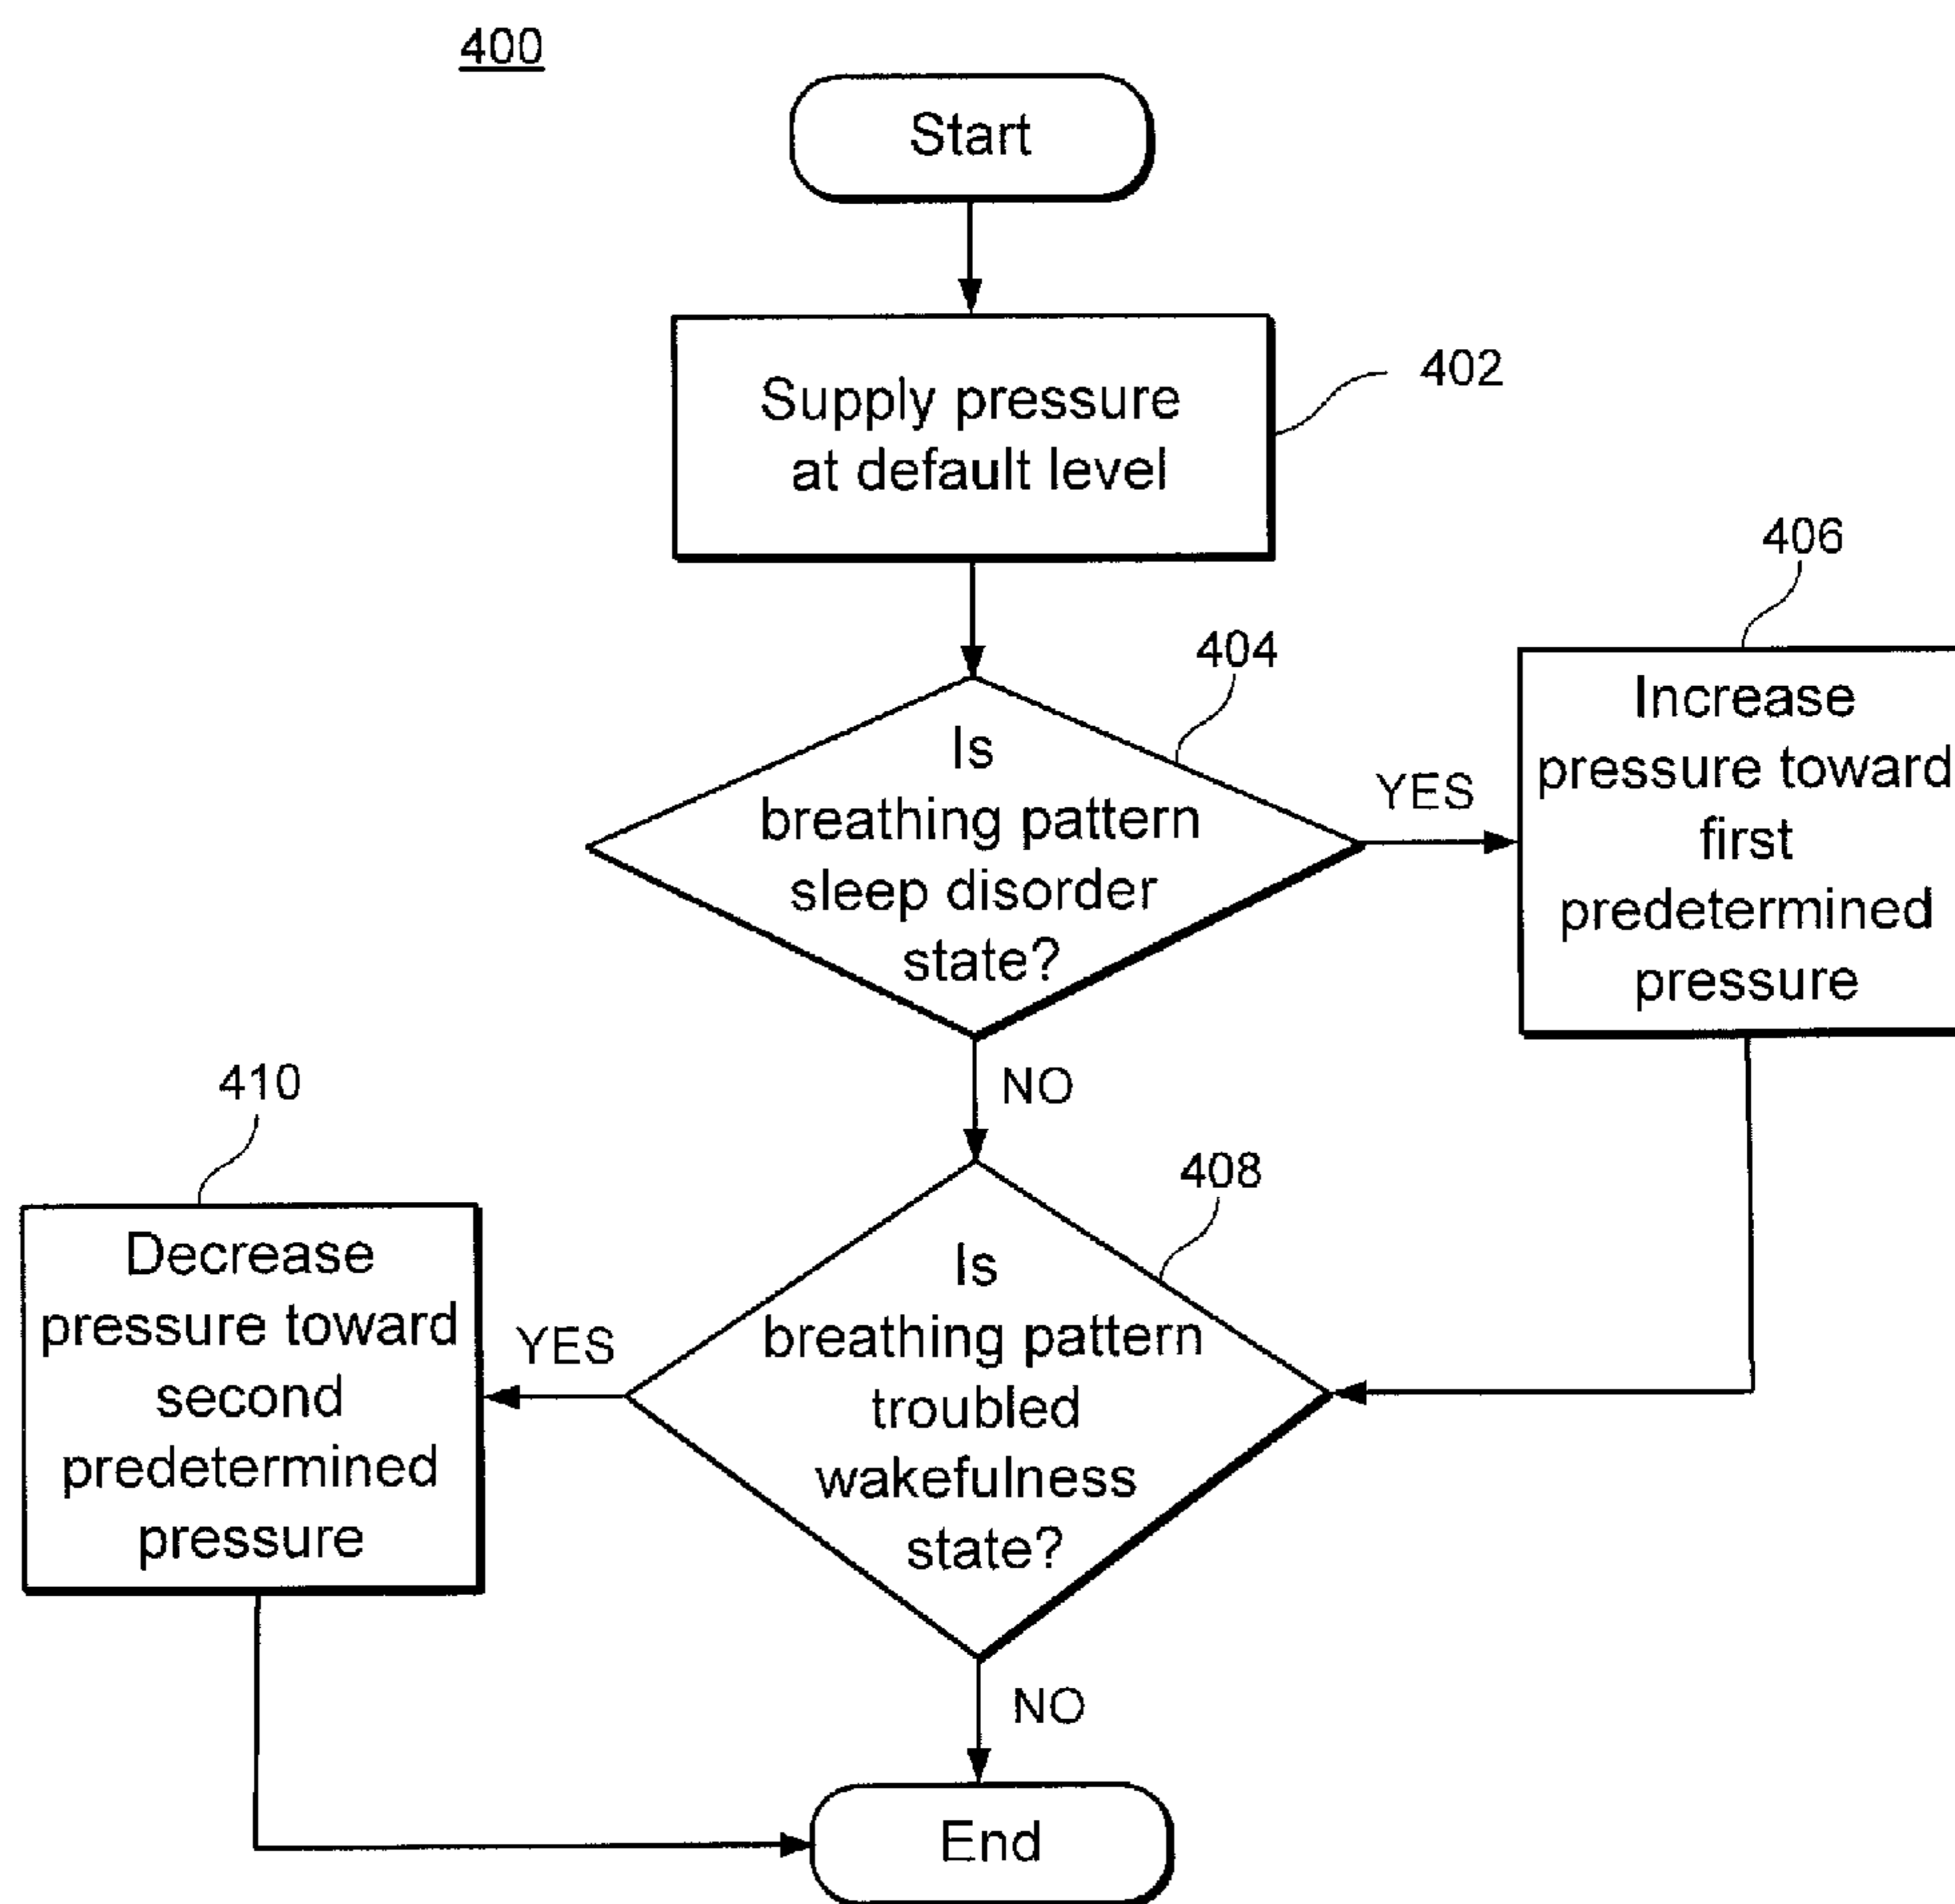 400
Start
Supply pressure
at default level
402
404
Is
breathing pattern
sleep disorder
state?
YES
406
Increase
pressure toward
first
predetermined
pressure
NO
408
Is
breathing pattern
troubled
wakefulness
state?
YES
410
Decrease
pressure toward
second
predetermined
pressure
NO
End